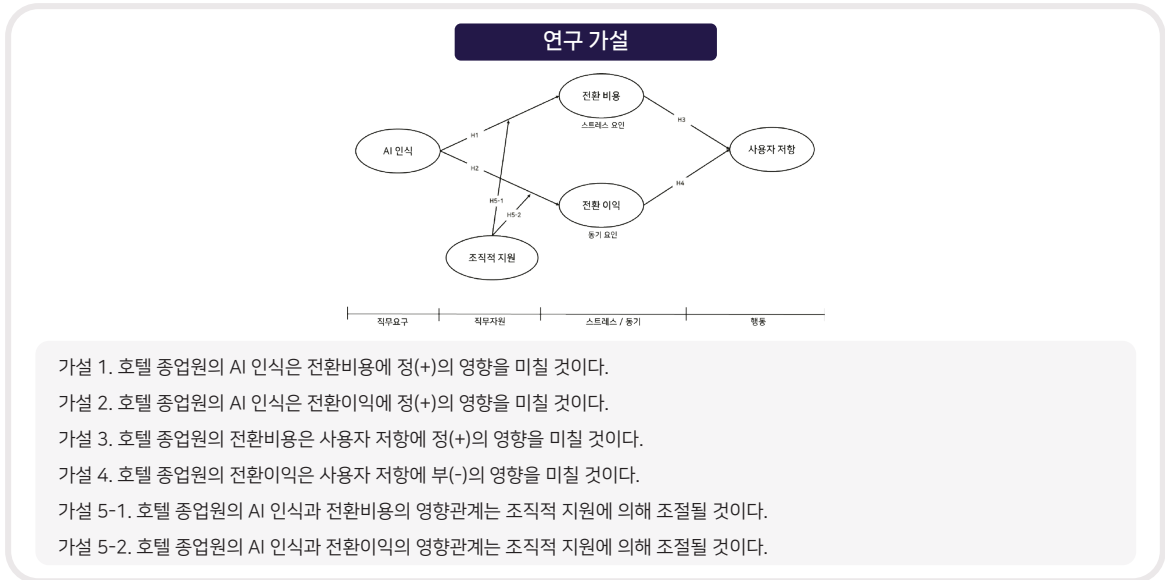 연구 가설
전환 비용
스트레스 요인
H1
H3
AI 인식
사용자 저항
H2
H4
H5-1
H5-2
전환 이익
동기 요인
조직적 지원
직무요구
직무자원
스트레스 / 동기
행동
가설 1. 호텔 종업원의 AI 인식은 전환비용에 정(+)의 영향을 미칠 것이다.
가설 2. 호텔 종업원의 AI 인식은 전환이익에 정(+)의 영향을 미칠 것이다.
가설 3. 호텔 종업원의 전환비용은 사용자 저항에 정(+)의 영향을 미칠 것이다.
가설 4. 호텔 종업원의 전환이익은 사용자 저항에 부(-)의 영향을 미칠 것이다.
가설 5-1. 호텔 종업원의 AI 인식과 전환비용의 영향관계는 조직적 지원에 의해 조절될 것이다.
가설 5-2. 호텔 종업원의 AI 인식과 전환이익의 영향관계는 조직적 지원에 의해 조절될 것이다.